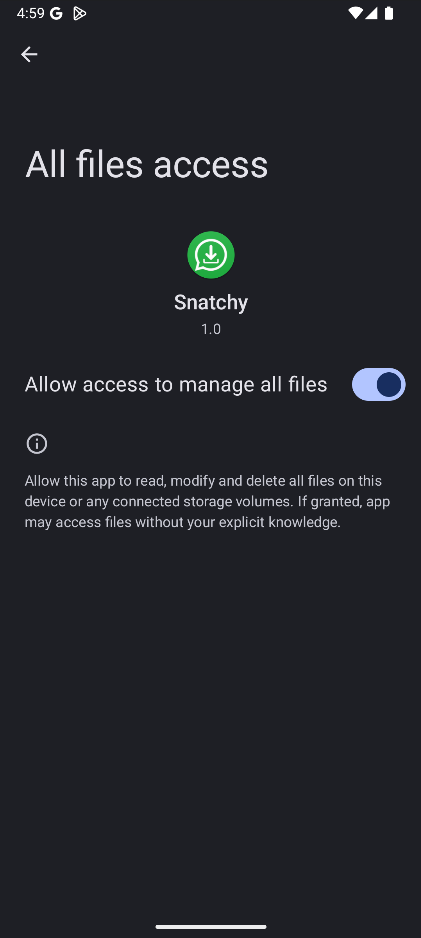 4:59
All files access
Snatchy
1.0
Allow access to manage all files
Allow this app to read, modify and delete all files on this
device or any connected storage volumes. If granted, app
may access files without your explicit knowledge.